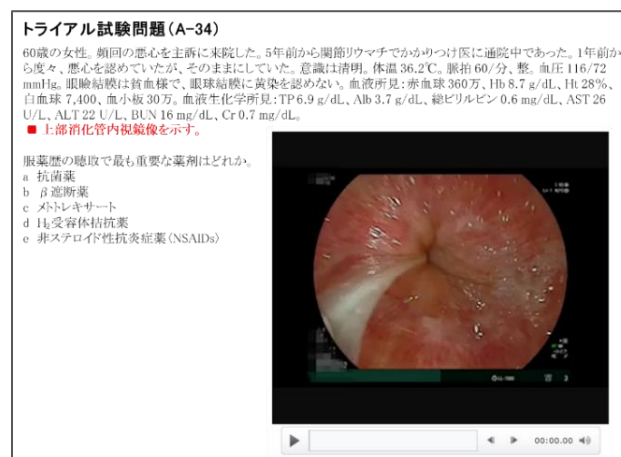 トライアル試験問題（A-34）
60歳の女性。頻回の悪心を主訴に来院した。5年前から関節リウマチでかかりつけ医に通院中であった。1年前か
ら度々、悪心を認めていたが、そのままにしていた。意識は清明。体温 36.2℃。脈拍 60/分、整。血圧 116/72
mmHg。眼瞼結膜は貧血様で、眼球結膜に黄染を認めない。血液所見：赤血球 360万、Hb 8.7 g/dL、Ht 28%、
白血球 7,400、血小板 30万。血液生化学所見：TP 6.9 g/dL、Alb 3.7 g/dL、総ビリルビン 0.6 mg/dL、AST 26
U/L、ALT 22 U/L、BUN 16 mg/dL、Cr 0.7 mg/dL。
■ 上部消化管内視鏡像を示す。
服薬歴の聴取で最も重要な薬剤はどれか。
a 抗菌薬
b β遮断薬
c メトトレキサート
d H₂受容体拮抗薬
e 非ステロイド性抗炎症薬〈NSAIDs〉
3
00:00.00